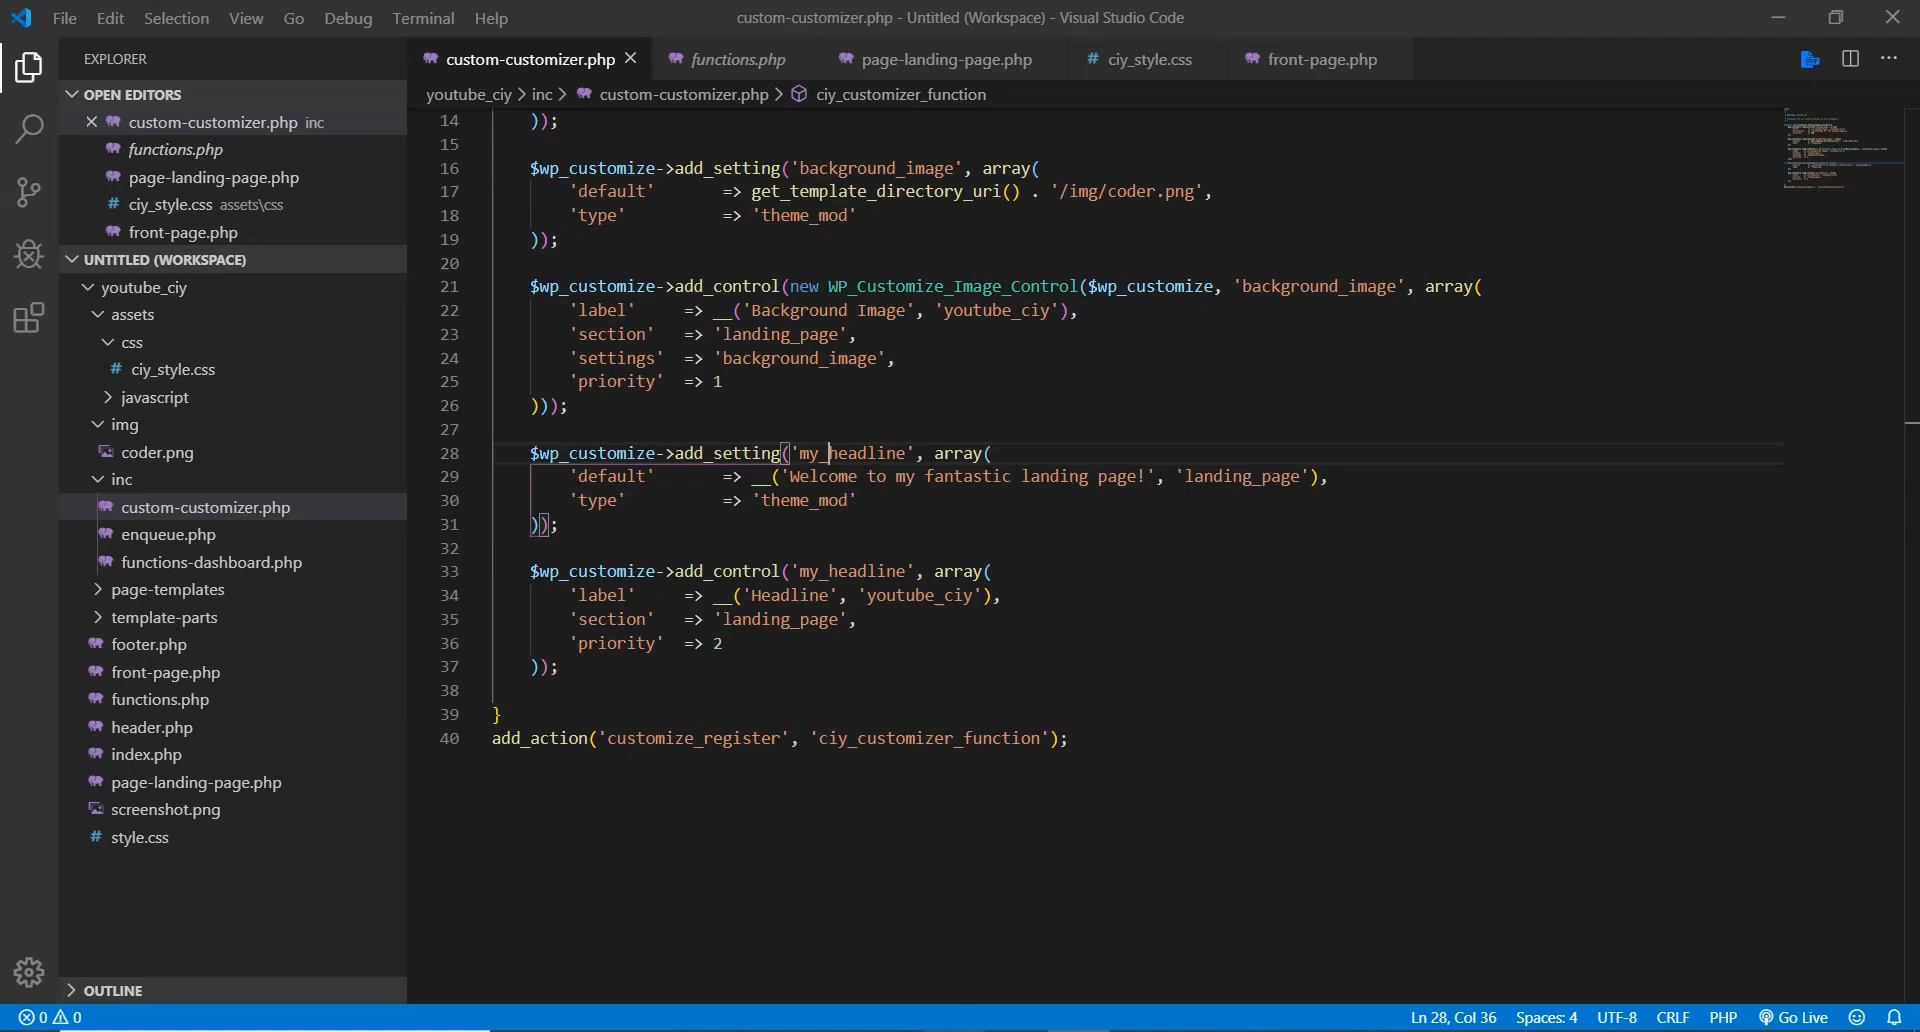 File Edit Selection View Go Debug Terminal Help
custom-customizer.php - Untitled (Workspace) - Visual Studio Code
EXPLORER
OPEN EDITORS
custom-customizer.php inc
functions.php
page-landing-page.php
ciy_style.css assets\css
front-page.php
UNTITLED (WORKSPACE)
youtube_ciy
assets
css
ciy_style.css
javascript
img
coder.png
inc
custom-customizer.php
enqueue.php
functions-dashboard.php
page-templates
template-parts
footer.php
front-page.php
functions.php
header.php
index.php
page-landing-page.php
screenshot.png
style.css
OUTLINE
custom-customizer.php functions.php page-landing-page.php ciy_style.css front-page.php
youtube_ciy > inc > custom-customizer.php > ciy_customizer_function
14 ));
15
16 $wp_customize->add_setting('background_image', array(
17 'default' => get_template_directory_uri() . '/img/coder.png',
18 'type' => 'theme_mod'
19 ));
20
21 $wp_customize->add_control(new WP_Customize_Image_Control($wp_customize, 'background_image', array(
22 'label' => __('Background Image', 'youtube_ciy'),
23 'section' => 'landing_page',
24 'settings' => 'background_image',
25 'priority' => 1
26 )));
27
28 $wp_customize->add_setting('my_headline', array(
29 'default' => __('Welcome to my fantastic landing page!', 'landing_page'),
30 'type' => 'theme_mod'
31 ));
32
33 $wp_customize->add_control('my_headline', array(
34 'label' => __('Headline', 'youtube_ciy'),
35 'section' => 'landing_page',
36 'priority' => 2
37 ));
38
39 }
40 add_action('customize_register', 'ciy_customizer_function');
0 0 Ln 28, Col 36 Spaces: 4 UTF-8 CRLF PHP Go Live